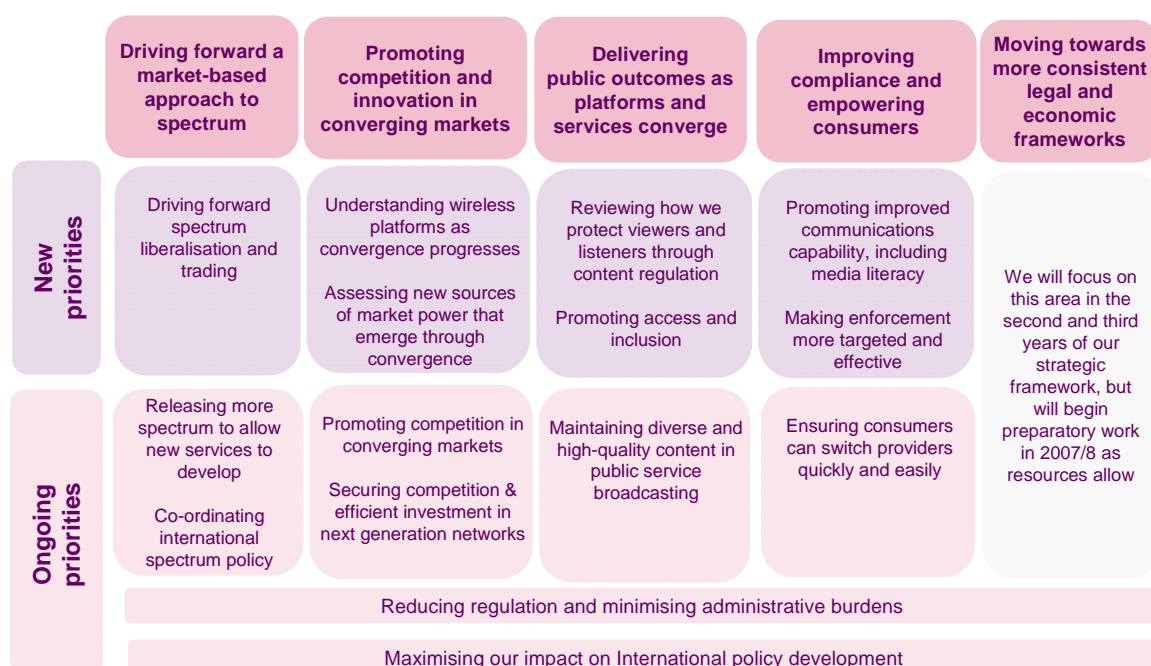 Driving forward a
market-based
approach to
spectrum
Promoting
competition and
innovation in
converging markets
Delivering
public outcomes as
platforms and
services converge
Improving
compliance and
empowering
consumers
Moving towards
more consistent
legal and
economic
frameworks
New
priorities
Driving forward
spectrum
liberalisation and
trading
Understanding wireless
platforms as
convergence progresses
Assessing new sources
of market power that
emerge through
convergence
Reviewing how we
protect viewers and
listeners through
content regulation
Promoting access and
inclusion
Promoting improved
communications
capability, including
media literacy
Making enforcement
more targeted and
effective
We will focus on
this area in the
second and third
years of our
strategic
framework, but
will begin
preparatory work
in 2007/8 as
resources allow
Ongoing
priorities
Releasing more
spectrum to allow
new services to
develop
Co-ordinating
international
spectrum policy
Promoting competition in
converging markets
Securing competition &
efficient investment in
next generation networks
Maintaining diverse and
high-quality content in
public service
broadcasting
Ensuring consumers
can switch providers
quickly and easily
Reducing regulation and minimising administrative burdens
Maximising our impact on International policy development